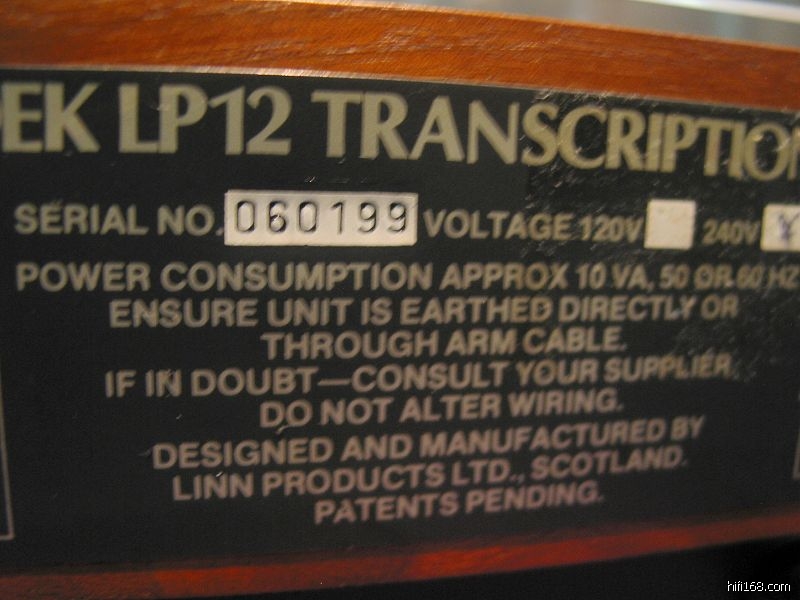 EK LP12 TRANSCRIPTION
SERIAL NO. 060199 VOLTAGE 120V 240V
POWER CONSUMPTION APPROX 10 VA, 50 OR 60 HZ
ENSURE UNIT IS EARTHED DIRECTLY OR
THROUGH ARM CABLE.
IF IN DOUBT—CONSULT YOUR SUPPLIER.
DO NOT ALTER WIRING.
DESIGNED AND MANUFACTURED BY
LINN PRODUCTS LTD., SCOTLAND.
PATENTS PENDING.
hifi168.com